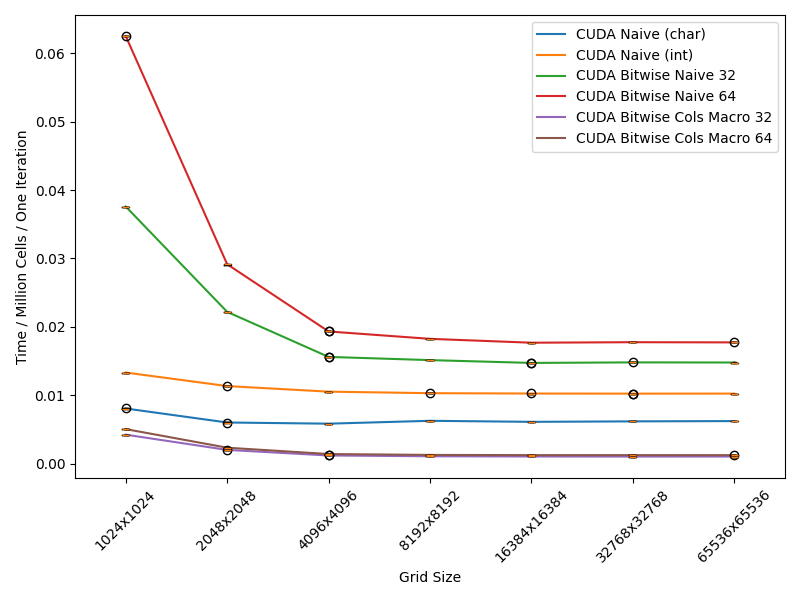 CUDA Naive (char)
CUDA Naive (int)
CUDA Bitwise Naive 32
CUDA Bitwise Naive 64
CUDA Bitwise Cols Macro 32
CUDA Bitwise Cols Macro 64
Time / Million Cells / One Iteration
0.06
0.05
0.04
0.03
0.02
0.01
0.00
1024x1024
2048x2048
4096x4096
8192x8192
16384x16384
32768x32768
65536x65536
Grid Size